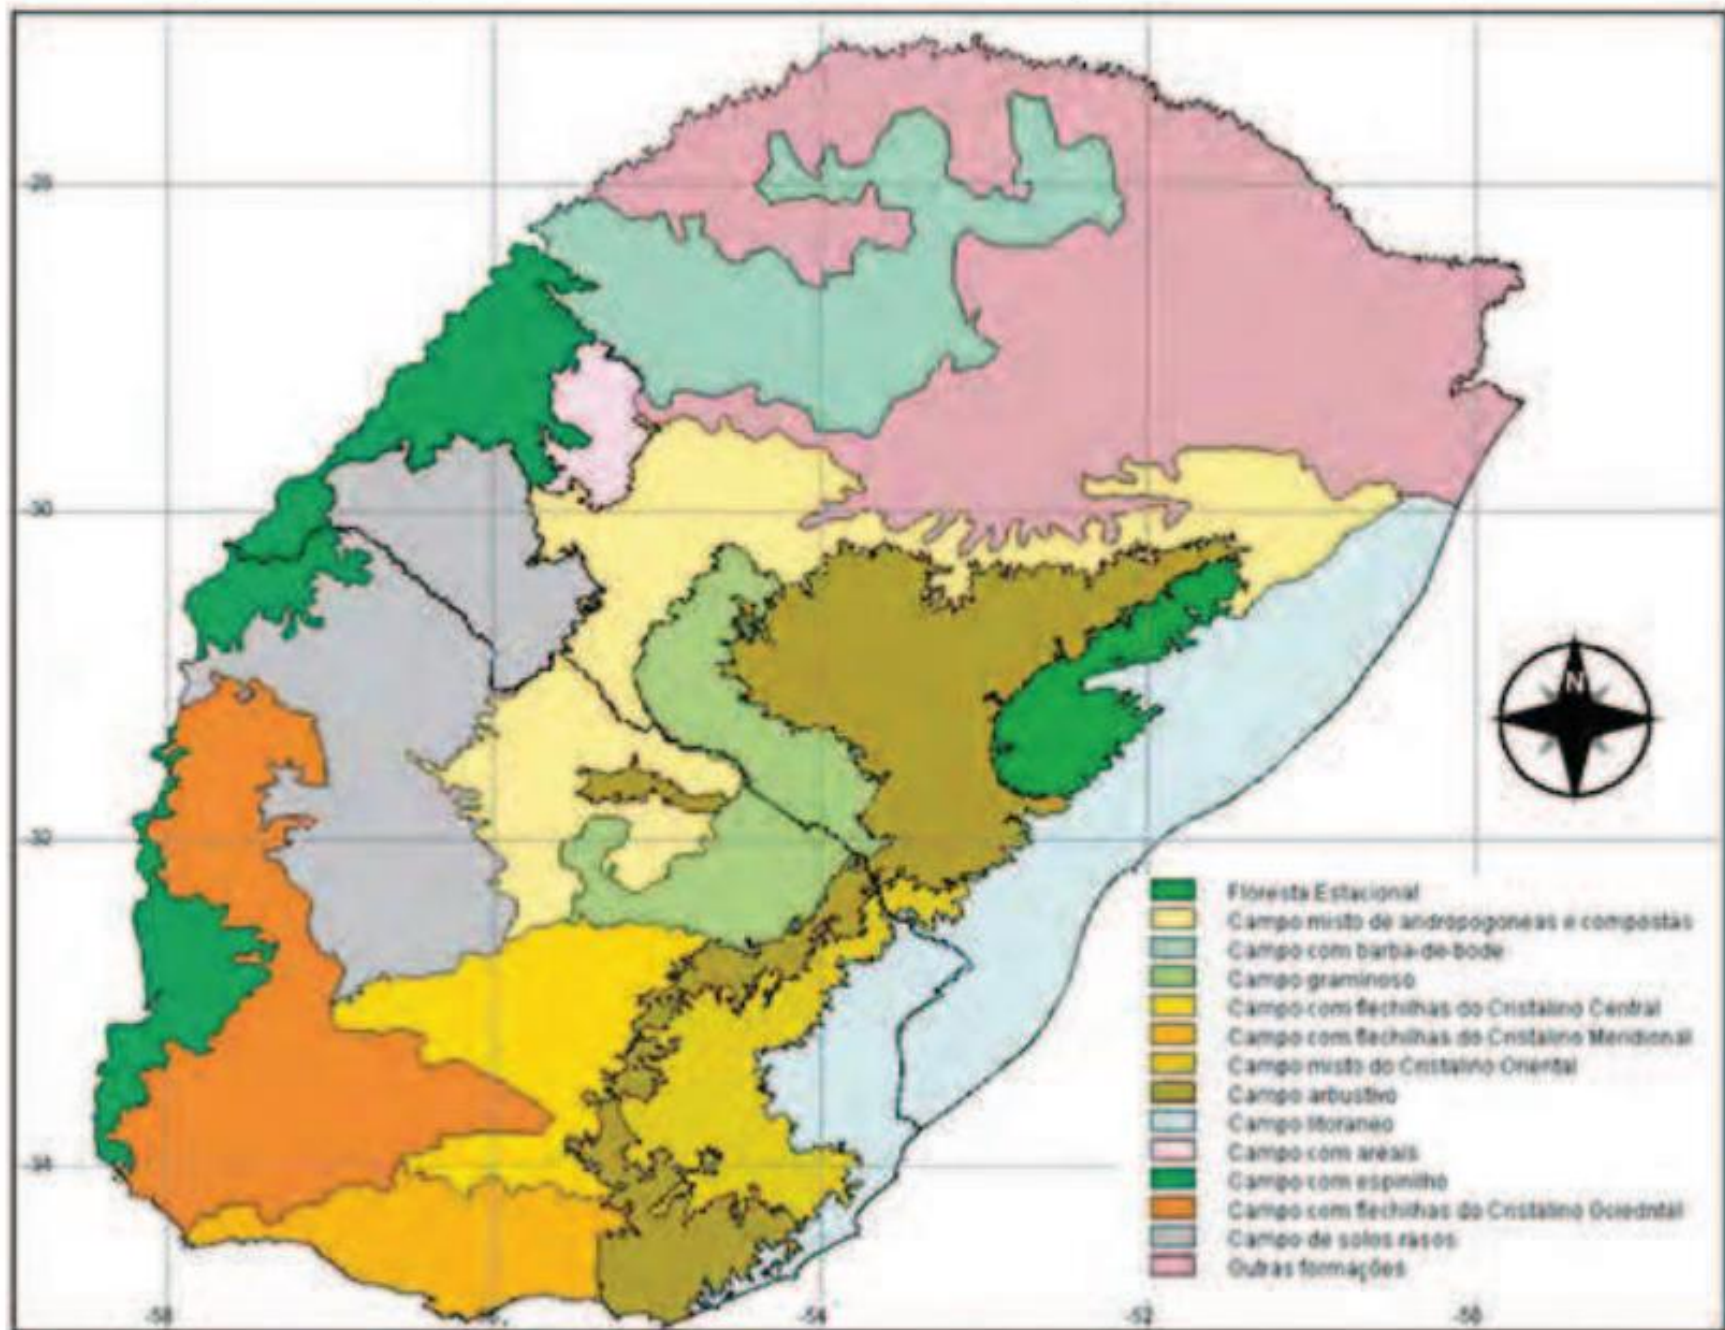 -28
-30
N
-32
Floresta Estacional
Campo misto de andropogoneas e compostas
Campo com barba-de-bode
Campo graminoso
Campo com flechilhas do Cristalino Central
Campo com flechilhas do Cristalino Meridional
Campo misto do Cristalino Oriental
Campo arbustivo
Campo litoraneo
-34
Campo com areais
Campo com espinilho
Campo com flechilhas do Cristalino
Campo de solos rasos
Outras formações
-58
-54
-52
-50